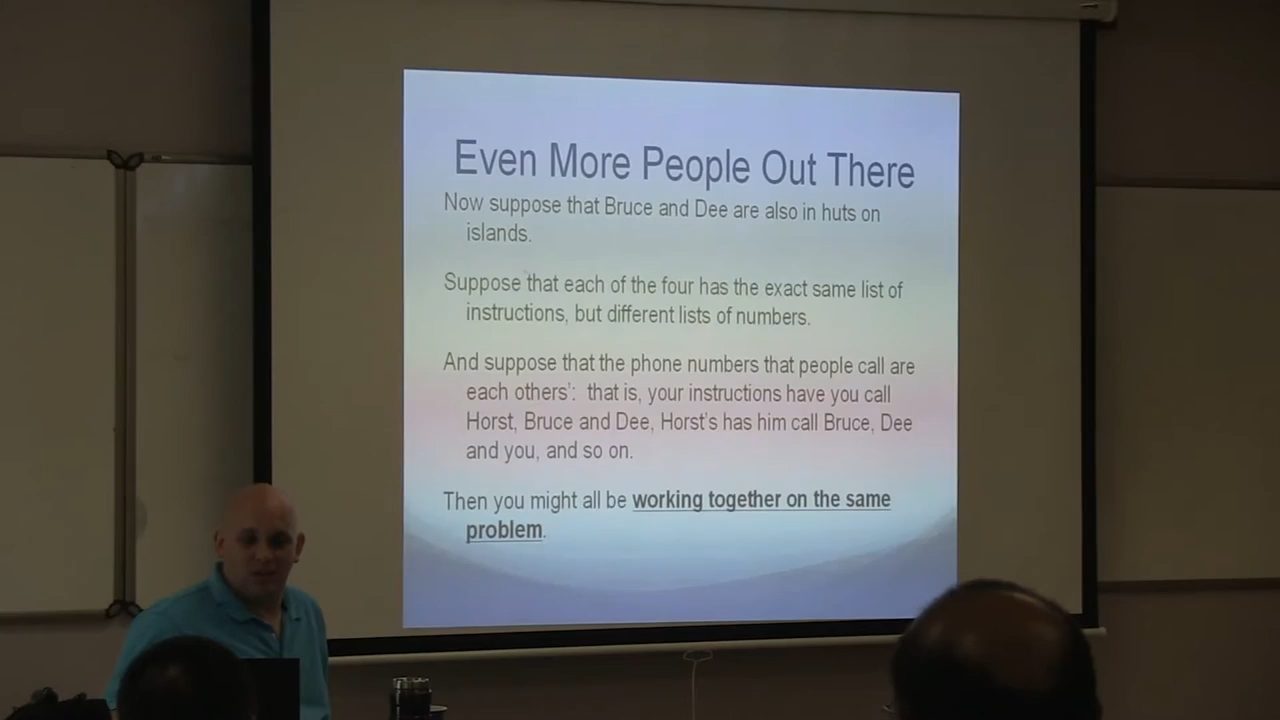 Even More People Out There
Now suppose that Bruce and Dee are also in huts on
islands.
Suppose that each of the four has the exact same list of
instructions, but different lists of numbers.
And suppose that the phone numbers that people call are
each others': that is, your instructions have you call
Horst, Bruce and Dee, Horst's has him call Bruce, Dee
and you, and so on.
Then you might all be working together on the same
problem.